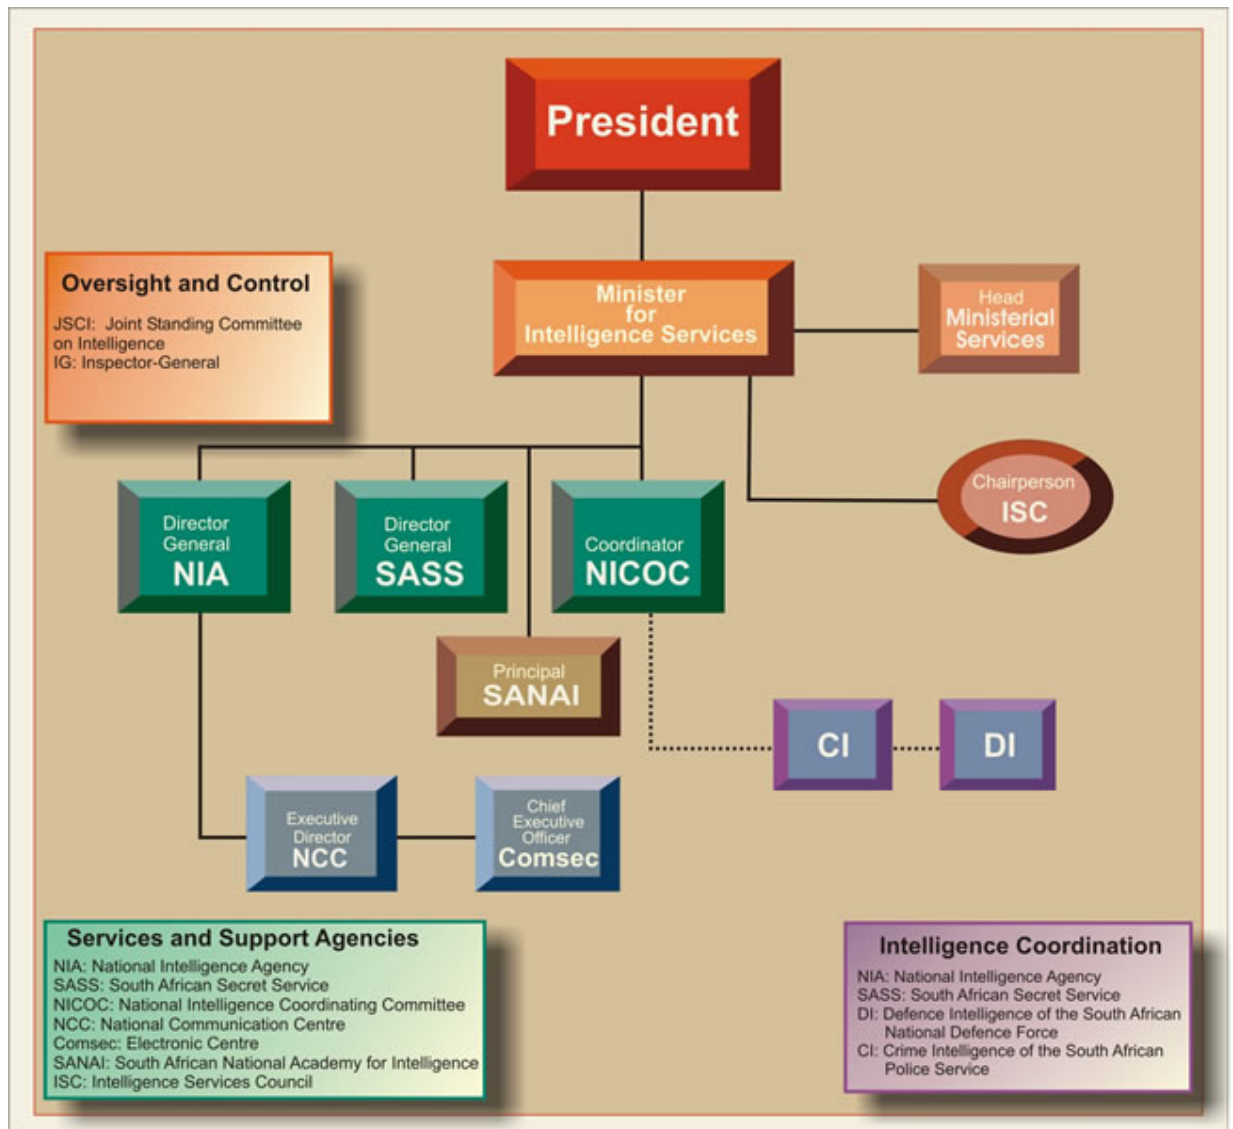 President
Oversight and Control
JSCI: Joint Standing Committee
on Intelligence
IG: Inspector-General
Minister
for
Intelligence Services
Head
Ministerial
Services
Chairperson
ISC
Director
General
NIA
Director
General
SASS
Coordinator
NICOC
Principal
SANAI
CI
DI
Executive
Director
NCC
Chief
Executive
Officer
Comsec
Services and Support Agencies
NIA: National Intelligence Agency
SASS: South African Secret Service
NICOC: National Intelligence Coordinating Committee
NCC: National Communication Centre
Comsec: Electronic Centre
SANAI: South African National Academy for Intelligence
ISC: Intelligence Services Council
Intelligence Coordination
NIA: National Intelligence Agency
SASS: South African Secret Service
DI: Defence Intelligence of the South African
National Defence Force
CI: Crime Intelligence of the South African
Police Service